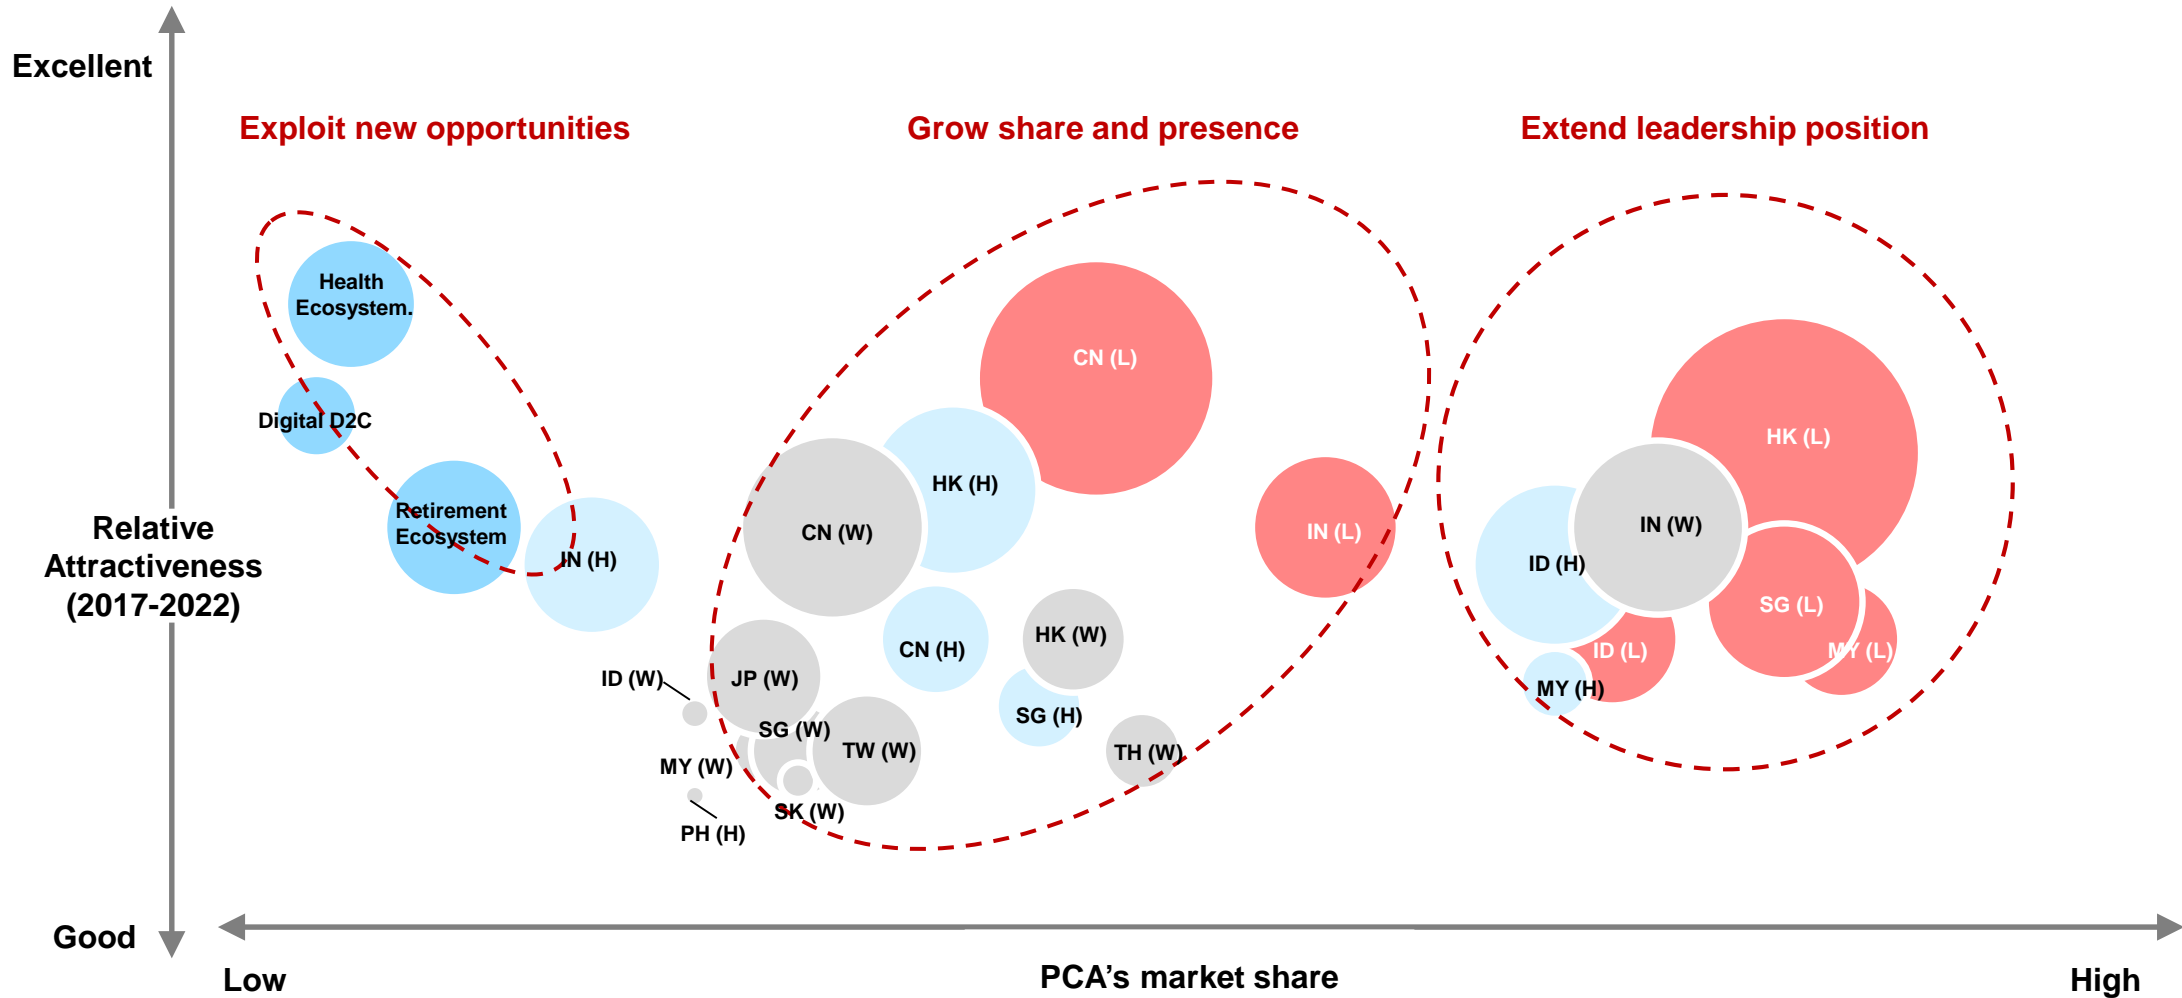 Excellent
Exploit new opportunities
Grow share and presence
Extend leadership position
Health
Ecosystem.
Digital D2C
Retirement
Ecosystem
IN (H)
CN (L)
HK (H)
CN (W)
IN (L)
HK (L)
IN (W)
ID (H)
SG (L)
ID (L)
MY (L)
MY (H)
CN (H)
HK (W)
ID (W)
JP (W)
SG (H)
SG (W)
TW (W)
TH (W)
MY (W)
SK (W)
PH (H)
Relative
Attractiveness
(2017-2022)
Good
Low
PCA’s market share
High